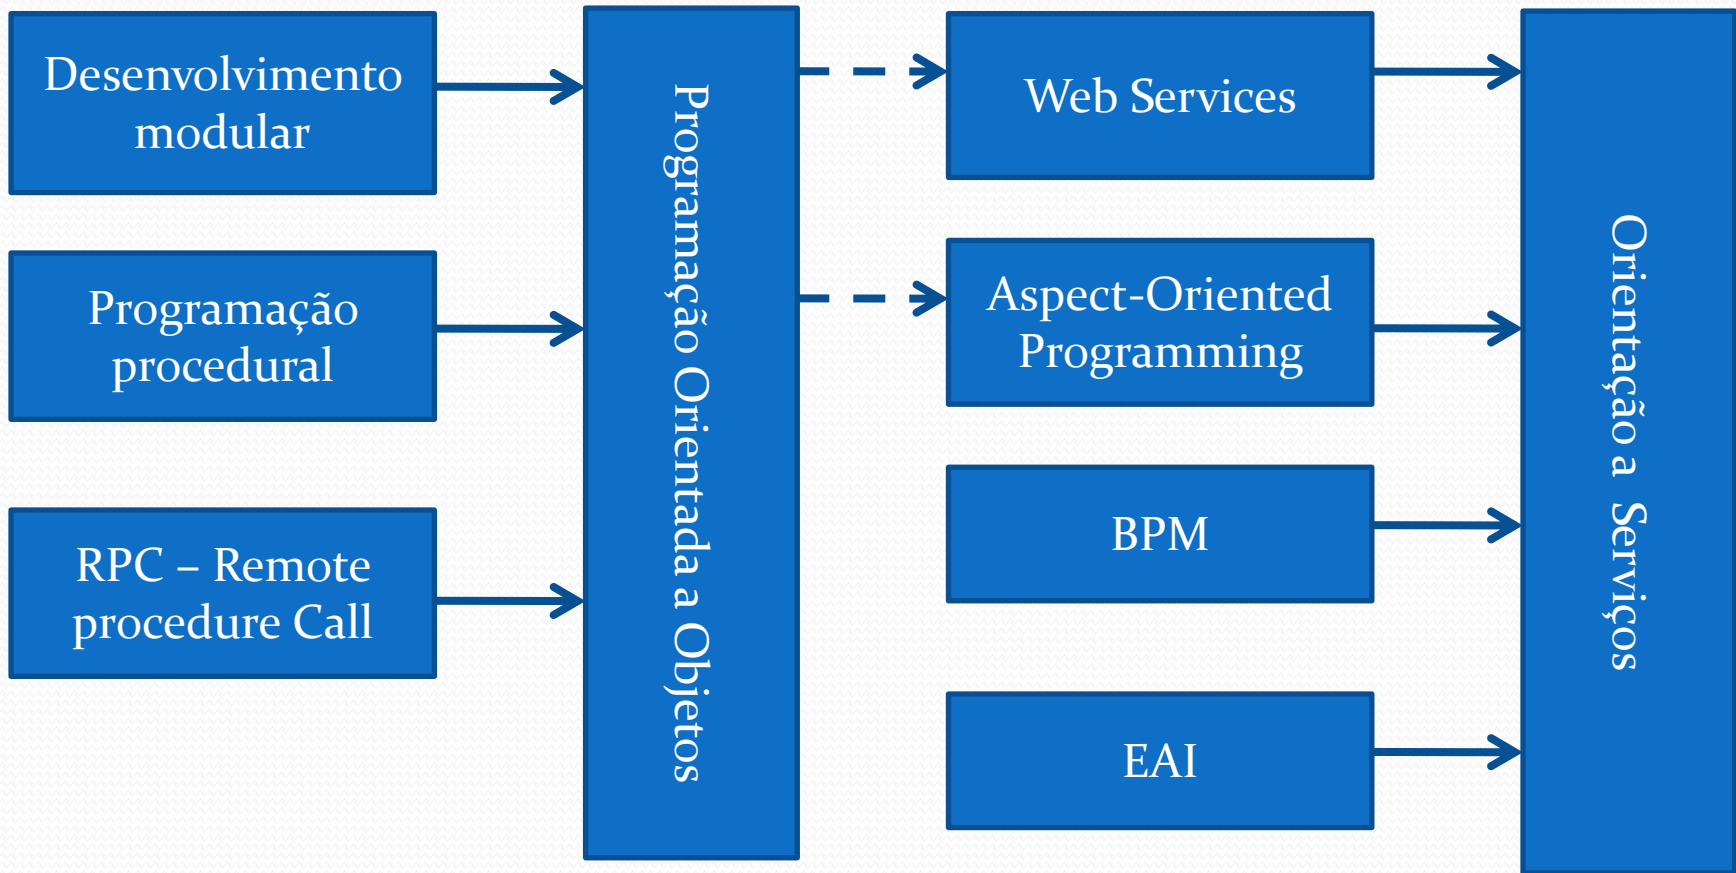 Desenvolvimento
modular
Programação
procedural
RPC – Remote
procedure Call
Programação Orientada a Objetos
Web Services
Aspect-Oriented
Programming
BPM
EAI
Orientação a Serviços